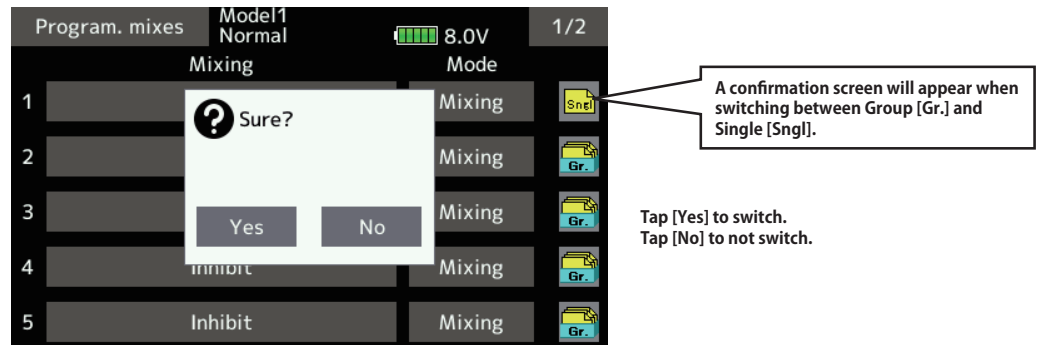 Program. mixes
Model1
Normal
8.0V
1/2
Mixing
Mode
1
Mixing
Sngl
Sure?
2
Mixing
Gr.
3
Mixing
Gr.
Yes
No
4
Inhibit
Mixing
Gr.
5
Inhibit
Mixing
Gr.
A confirmation screen will appear when
switching between Group [Gr.] and
Single [Sngl].
Tap [Yes] to switch.
Tap [No] to not switch.